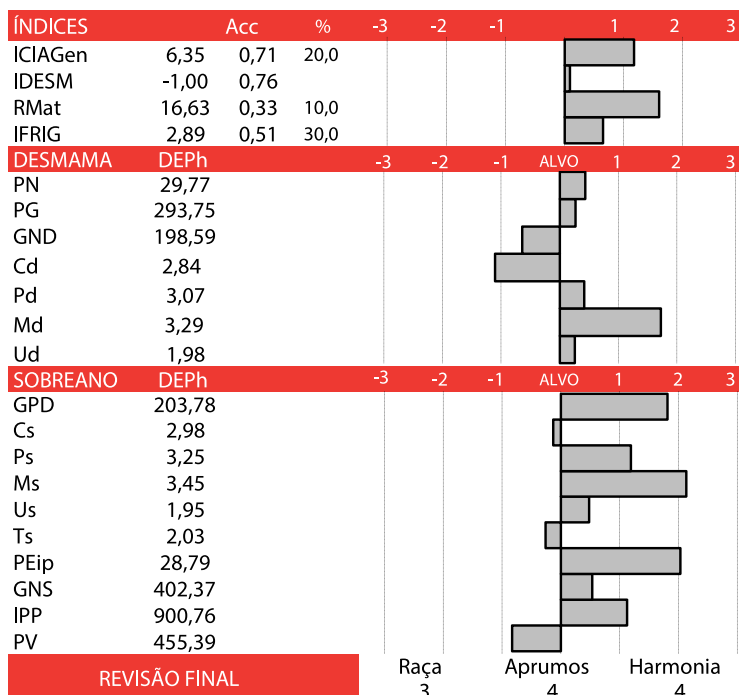 ÍNDICES Acc % -3 -2 -1 1 2 3
ICIAGen 6,35 0,71 20,0
IDESM -1,00 0,76
RMat 16,63 0,33 10,0
IFRIG 2,89 0,51 30,0
DESMAMA DEPh -3 -2 -1 ALVO 1 2 3
PN 29,77
PG 293,75
GND 198,59
Cd 2,84
Pd 3,07
Md 3,29
Ud 1,98
SOBREANO DEPh -3 -2 -1 ALVO 1 2 3
GPD 203,78
Cs 2,98
Ps 3,25
Ms 3,45
Us 1,95
Ts 2,03
PEip 28,79
GNS 402,37
IPP 900,76
PV 455,39
REVISÃO FINAL Raça Aprumos Harmonia
3 4 4